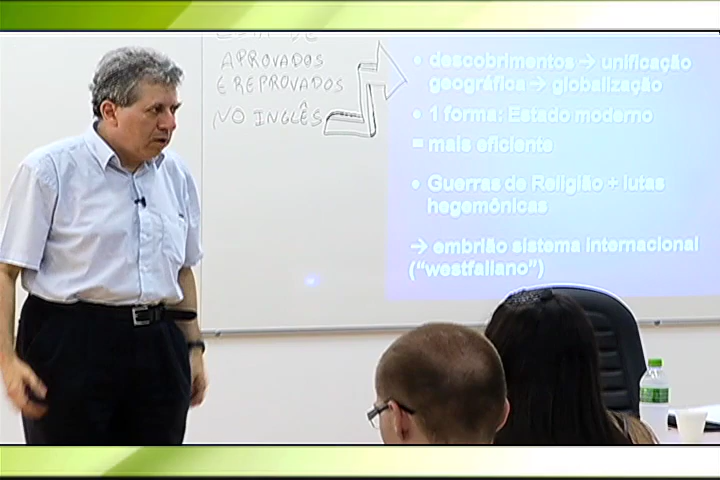 APROVADOS
E REPROVADOS
NO INGLÊS
• descobrimentos → unificação
geográfica → globalização
• 1 forma: Estado moderno
= mais eficiente
• Guerras de Religião + lutas
hegemônicas
→ embrião sistema internacional
(“westfaliano”)